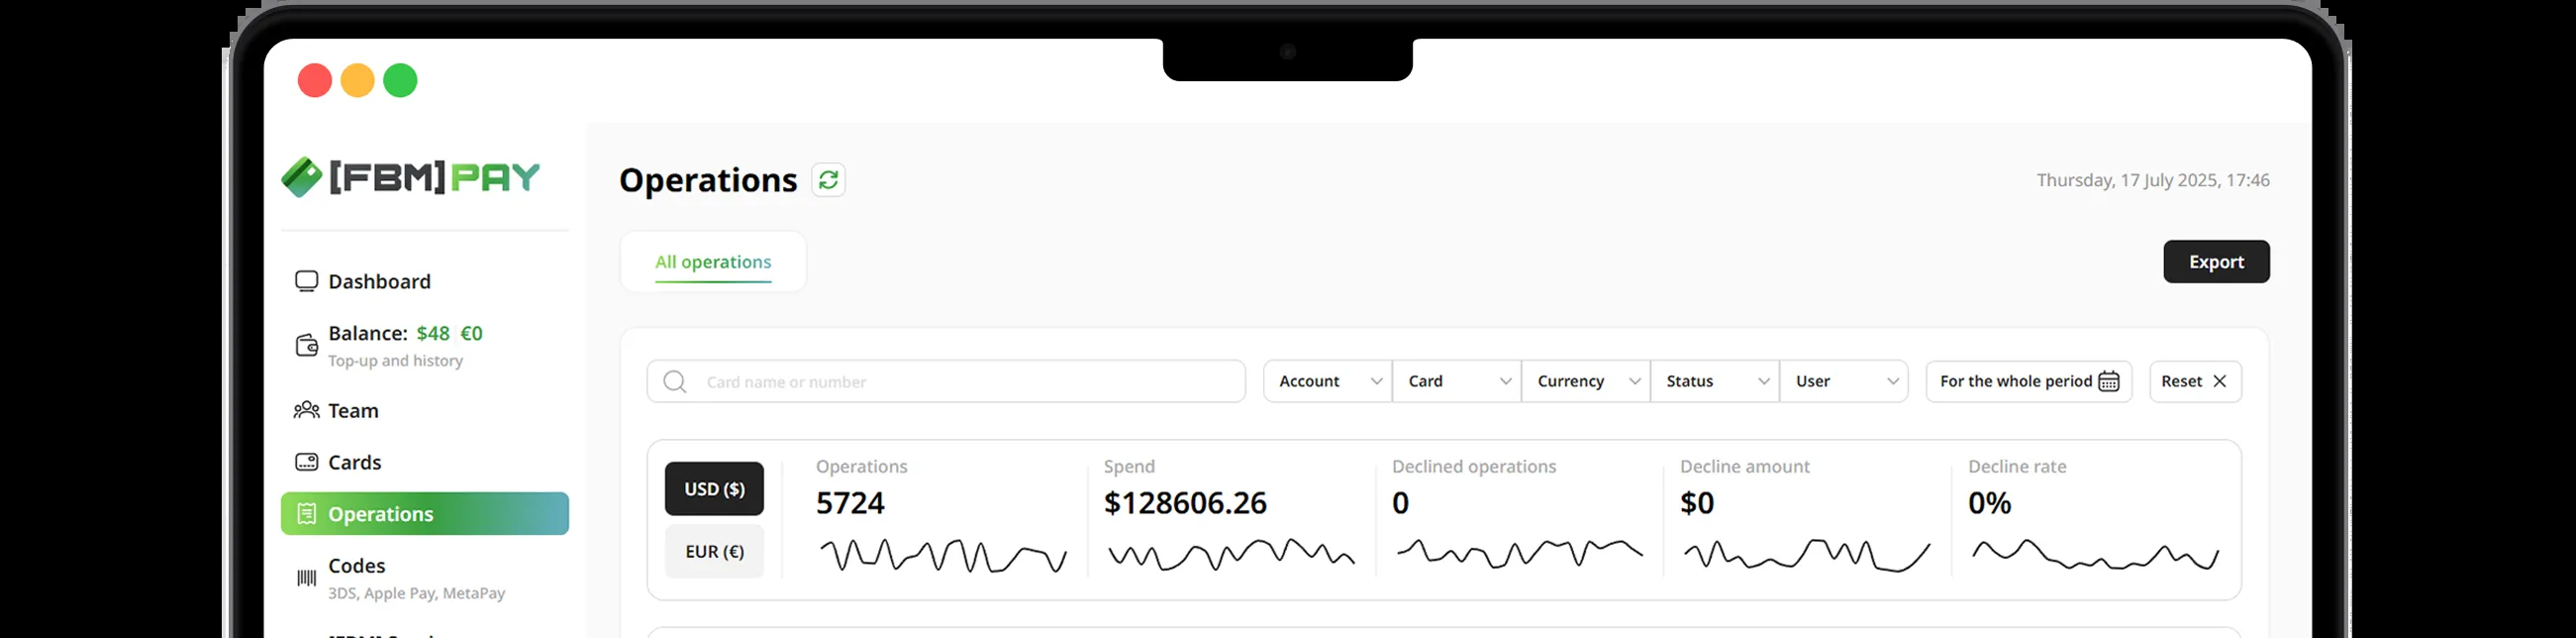 [FBM]PAY
Dashboard
Balance: $48 €0
Top-up and history
Team
Cards
Operations
Codes
3DS, Apple Pay, MetaPay
Operations
Thursday, 17 July 2025, 17:46
All operations
Export
Card name or number
Account
Card
Currency
Status
User
For the whole period
Reset
USD ($)
EUR (€)
Operations
5724
Spend
$128606.26
Declined operations
0
Decline amount
$0
Decline rate
0%